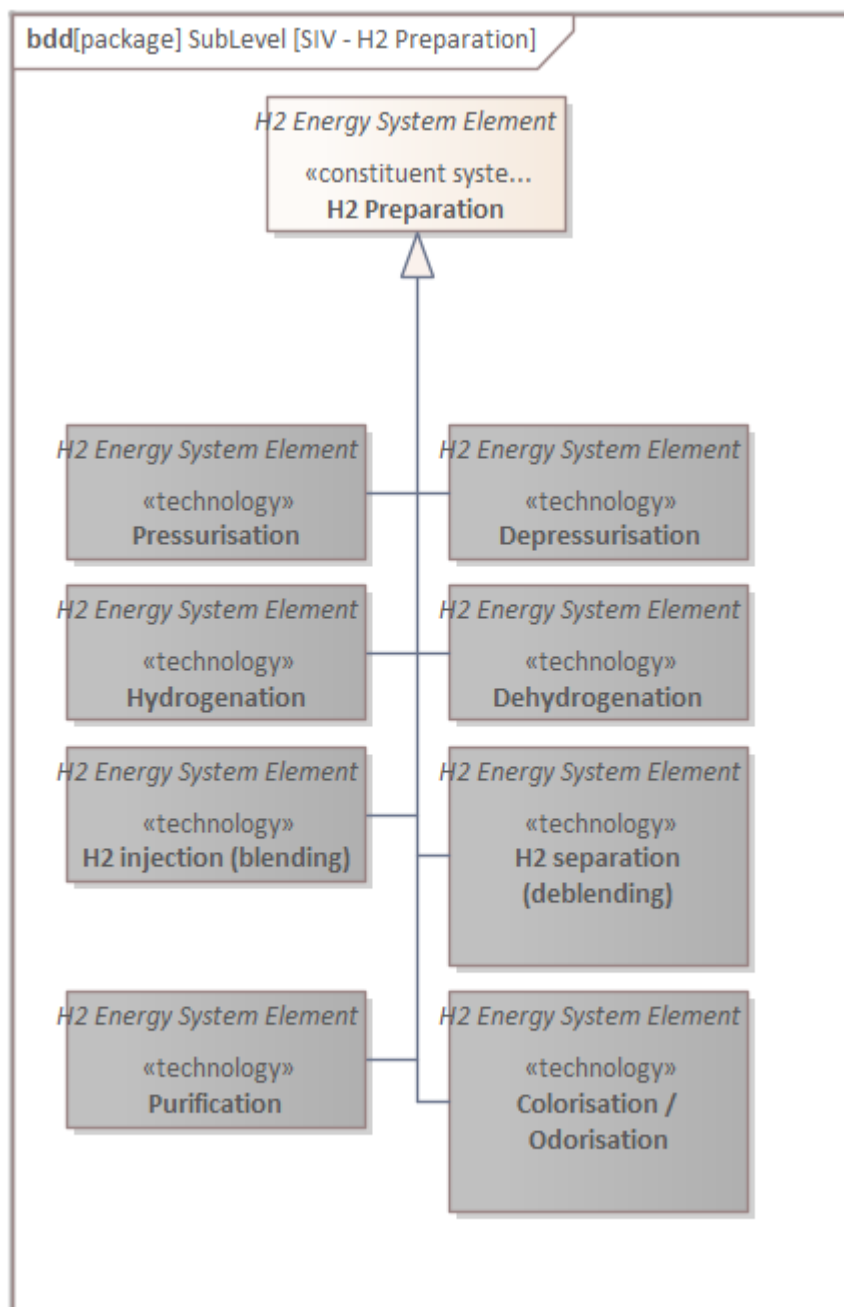 bdd[package] SubLevel [SIV - H2 Preparation]
H2 Energy System Element
«constituent syste...
H2 Preparation
H2 Energy System Element
«technology»
Pressurisation
H2 Energy System Element
«technology»
Depressurisation
H2 Energy System Element
«technology»
Hydrogenation
H2 Energy System Element
«technology»
Dehydrogenation
H2 Energy System Element
«technology»
H2 injection (blending)
H2 Energy System Element
«technology»
H2 separation
(deblending)
H2 Energy System Element
«technology»
Purification
H2 Energy System Element
«technology»
Colorisation /
Odorisation